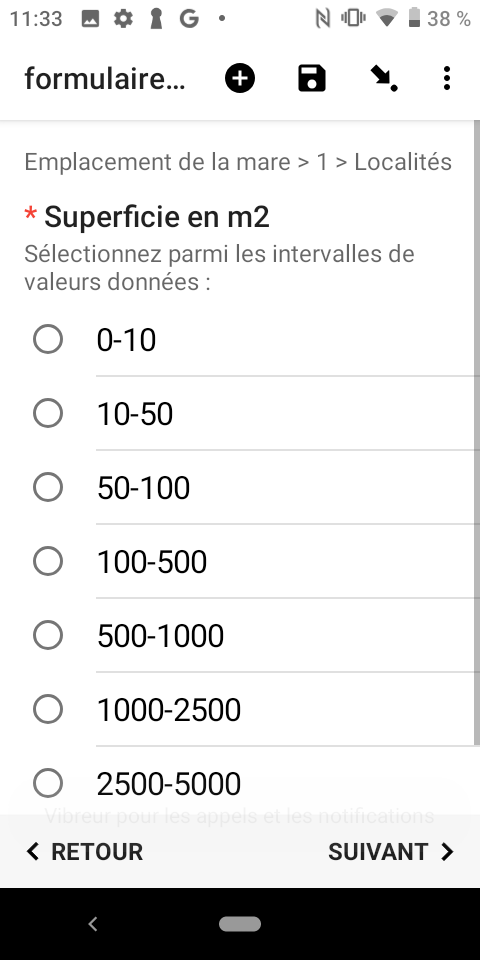 11:33
38 %
formulaire...
Emplacement de la mare > 1 > Localités
* Superficie en m2
Sélectionnez parmi les intervalles de
valeurs données :
0-10
10-50
50-100
100-500
500-1000
1000-2500
2500-5000
Vibreur pour les appels et les notifications
RETOUR
SUIVANT